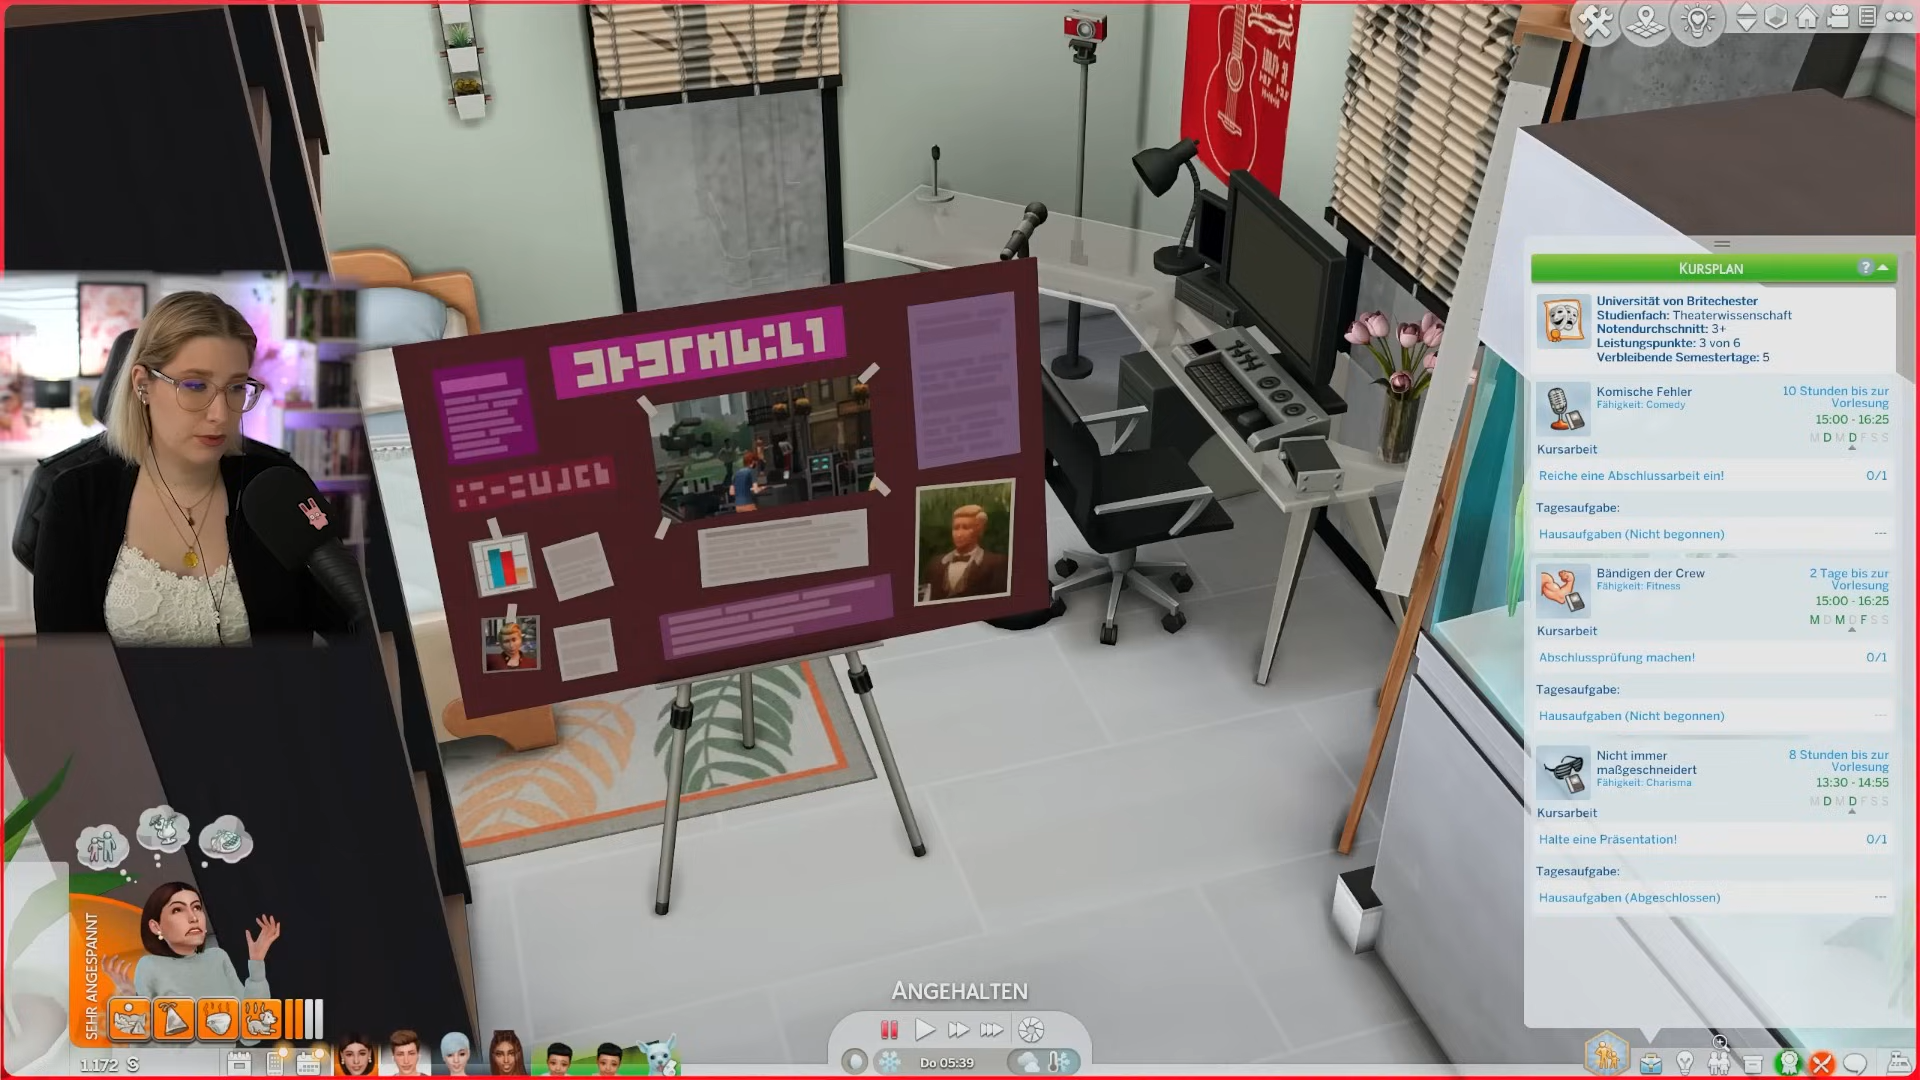 KURSPLAN
?
Universität von Britechester
Studienfach: Theaterwissenschaft
Notendurchschnitt: 3+
Leistungspunkte: 3 von 6
Verbleibende Semestertage: 5
Komische Fehler
Fähigkeit: Comedy
10 Stunden bis zur
Vorlesung
15:00 - 16:25
M D M D F S S
Kursarbeit
Reiche eine Abschlussarbeit ein! 0/1
Tagesaufgabe:
Hausaufgaben (Nicht begonnen) ---
Bändigen der Crew
Fähigkeit: Fitness
2 Tage bis zur
Vorlesung
15:00 - 16:25
M D M D F S S
Kursarbeit
Abschlussprüfung machen! 0/1
Tagesaufgabe:
Hausaufgaben (Nicht begonnen) ---
Nicht immer
maßgeschneidert
Fähigkeit: Charisma
8 Stunden bis zur
Vorlesung
13:30 - 14:55
M D M D F S S
Kursarbeit
Halte eine Präsentation! 0/1
Tagesaufgabe:
Hausaufgaben (Abgeschlossen) ---
SEHR ANGESPANNT
1.172
ANGEHALTEN
Do 05:39